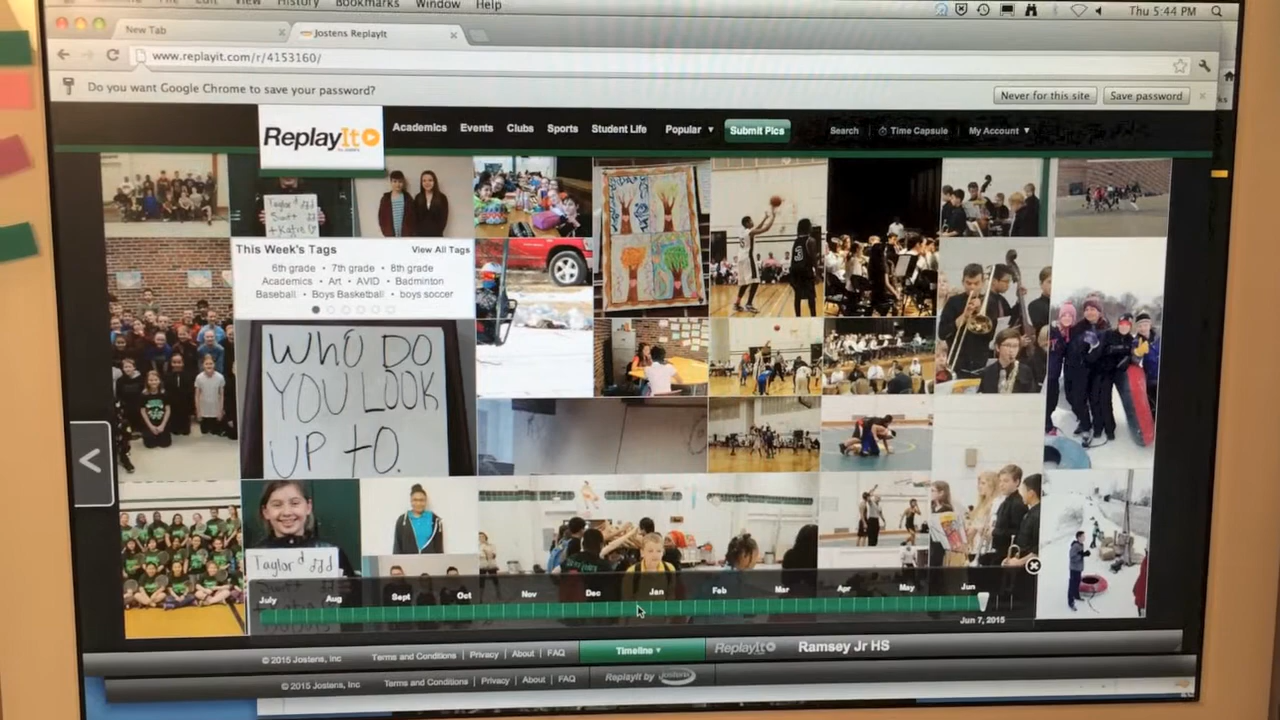 View History Bookmarks Window Help Thu 5:44 PM
New Tab Jostens ReplayIt
www.replayit.com/r/4153160/
Do you want Google Chrome to save your password? Never for this site Save password
ReplayIt Academics Events Clubs Sports Student Life Popular Submit Pics Search Time Capsule My Account
Taylor
Swift
+ Katie
This Week's Tags View All Tags
6th grade • 7th grade • 8th grade
Academics • Art • AVID • Badminton
Baseball • Boys Basketball • boys soccer
WHO DO
YOU LOOK
UP TO.
Taylor
Swift
July Aug Sept Oct Nov Dec Jan Feb Mar Apr May Jun
Jun 7, 2015
© 2015 Jostens, Inc Terms and Conditions | Privacy | About | FAQ Timeline ReplayIt Ramsey Jr HS
© 2015 Jostens, Inc Terms and Conditions | Privacy | About | FAQ ReplayIt by Jostens